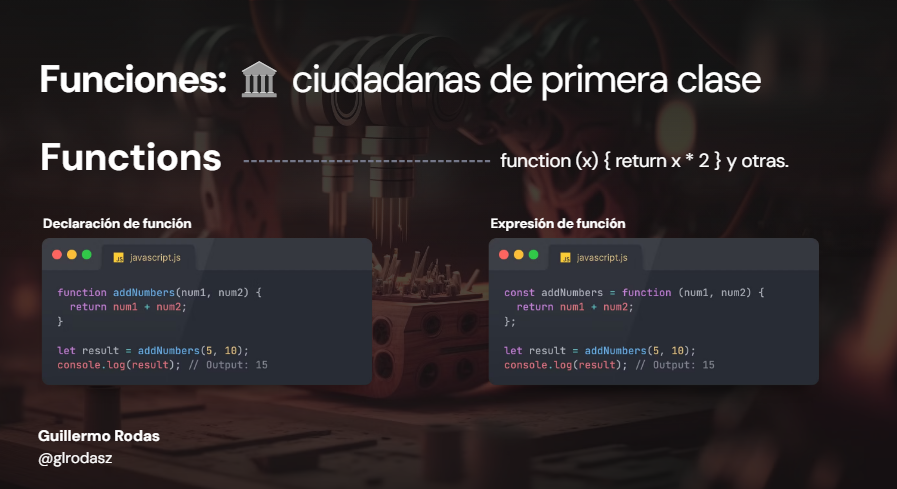 Funciones: 🏛 ciudadanas de primera clase
Functions
function (x) { return x * 2 } y otras.
Declaración de función
JS javascript.js
function addNumbers(num1, num2) {
  return num1 + num2;
}
let result = addNumbers(5, 10);
console.log(result); // Output: 15
Expresión de función
JS javascript.js
const addNumbers = function (num1, num2) {
  return num1 + num2;
};
let result = addNumbers(5, 10);
console.log(result); // Output: 15
Guillermo Rodas
@glrodasz